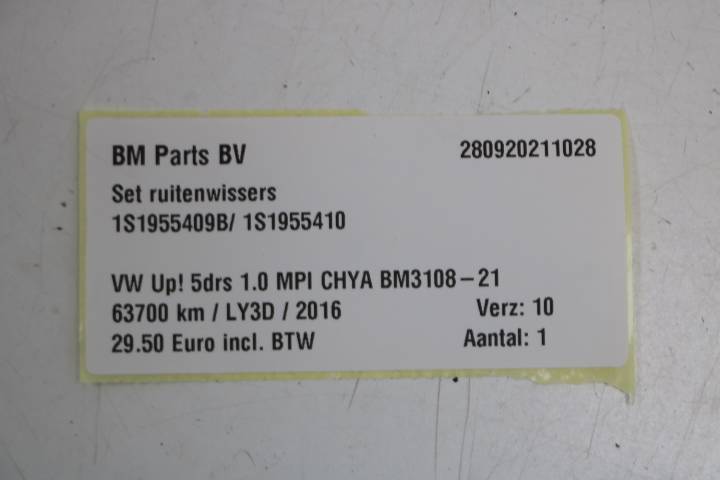 BM Parts BV 280920211028
Set ruitenwissers
1S1955409B/ 1S1955410
VW Up! 5drs 1.0 MPI CHYA BM3108-21
63700 km / LY3D / 2016 Verz: 10
29.50 Euro incl. BTW Aantal: 1